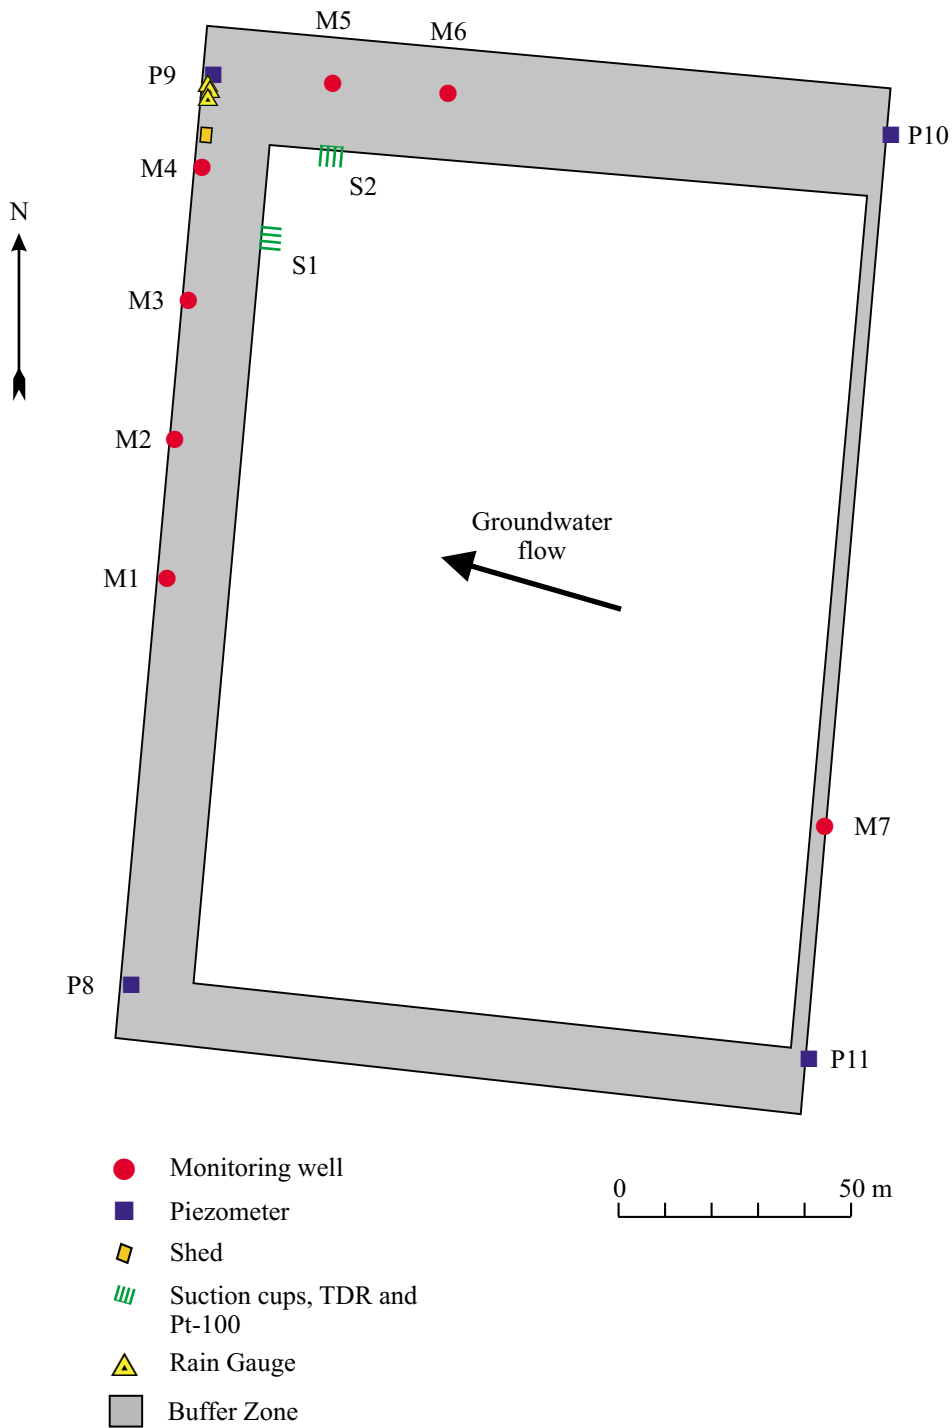 M5
M6
P9
P10
M4
S2
N
S1
M3
M2
Groundwater
flow
M1
M7
P8
P11
Monitoring well
Piezometer
Shed
Suction cups, TDR and
Pt-100
Rain Gauge
Buffer Zone
0 50 m